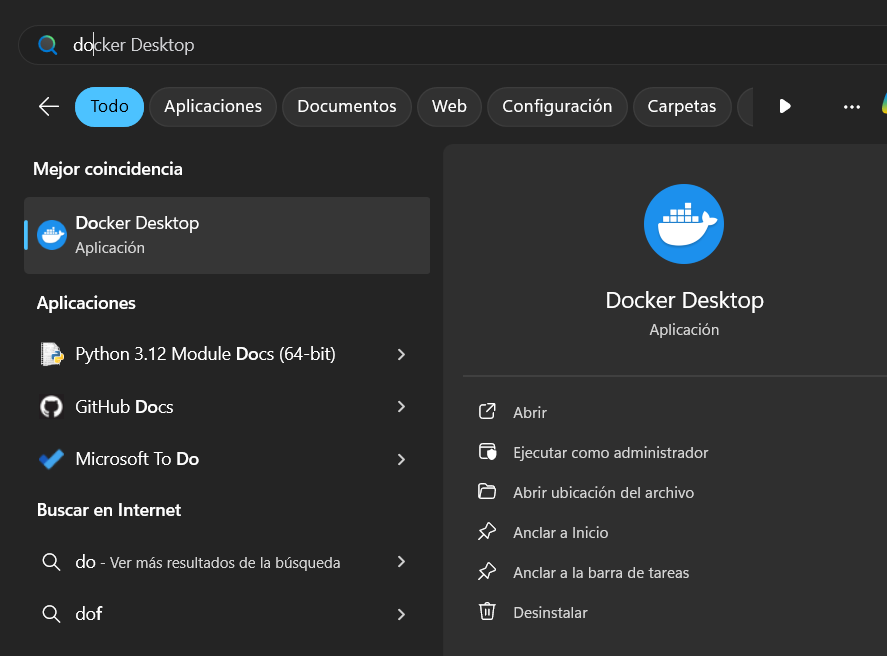 docker Desktop
Todo
Aplicaciones
Documentos
Web
Configuración
Carpetas
Mejor coincidencia
Docker Desktop
Aplicación
Aplicaciones
Python 3.12 Module Docs (64-bit)
GitHub Docs
Microsoft To Do
Buscar en Internet
do - Ver más resultados de la búsqueda
dof
Docker Desktop
Aplicación
Abrir
Ejecutar como administrador
Abrir ubicación del archivo
Anclar a Inicio
Anclar a la barra de tareas
Desinstalar